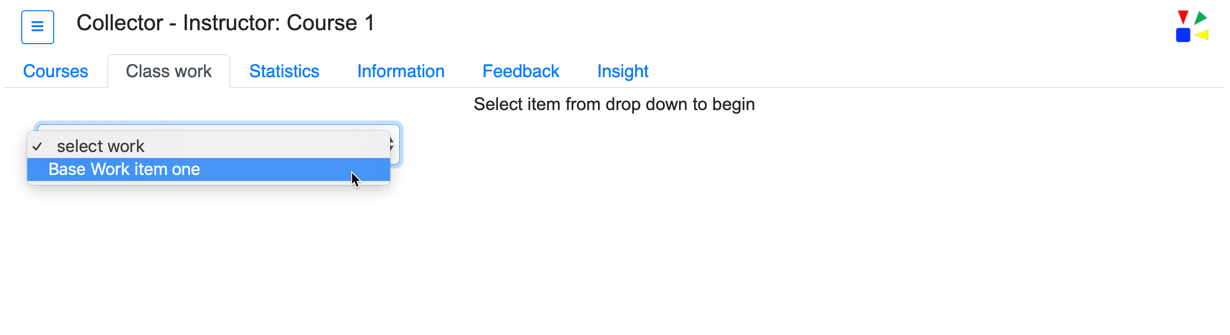 Collector - Instructor: Course 1
Courses Class work Statistics Information Feedback Insight
Select item from drop down to begin
select work
Base Work item one